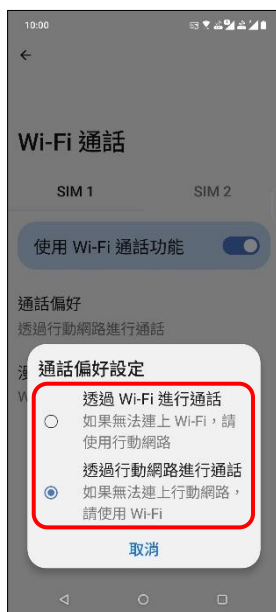 10:00
Wi-Fi 通話
SIM 1
SIM 2
使用 Wi-Fi 通話功能
通話偏好
透過行動網路進行通話
通話偏好設定
透過 Wi-Fi 進行通話
如果無法連上 Wi-Fi，請
使用行動網路
透過行動網路進行通話
如果無法連上行動網路，
請使用 Wi-Fi
取消